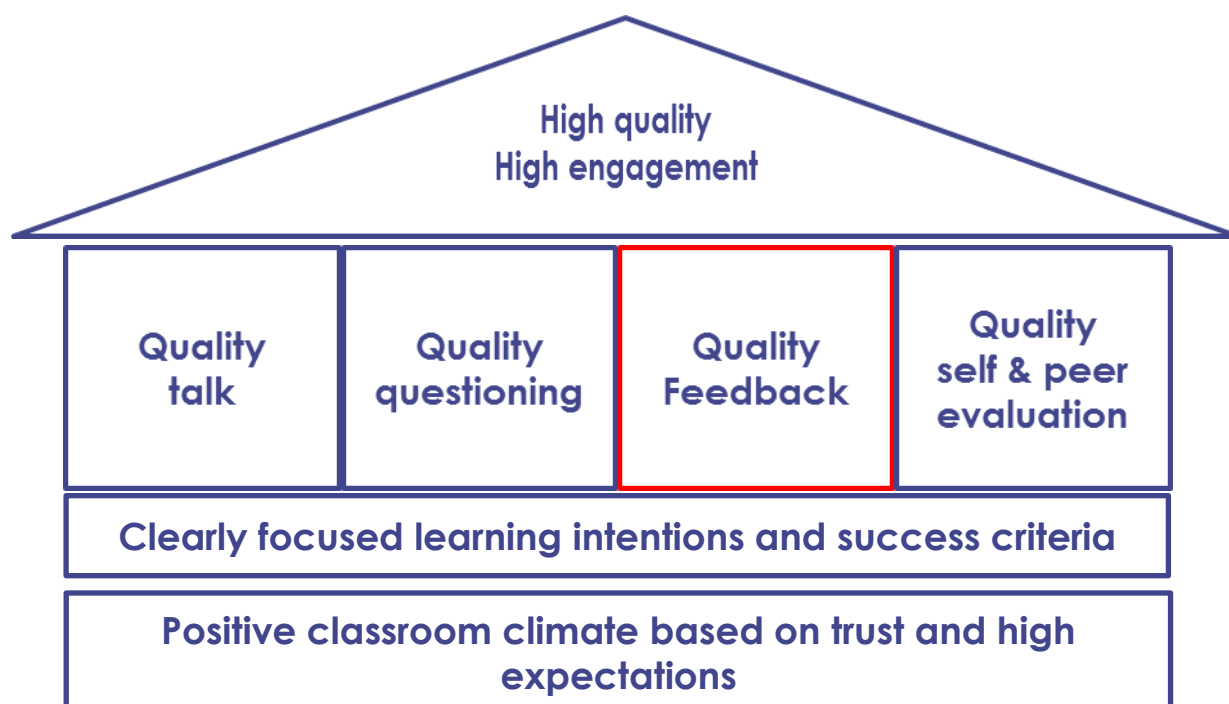 High quality
High engagement
Quality
talk
Quality
questioning
Quality
Feedback
Quality
self & peer
evaluation
Clearly focused learning intentions and success criteria
Positive classroom climate based on trust and high
expectations